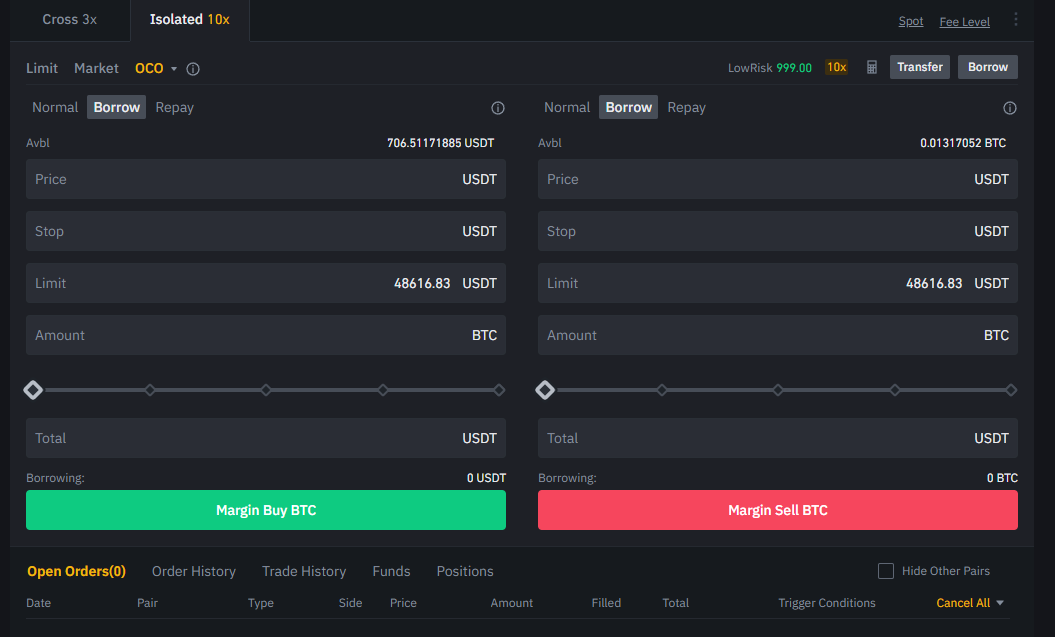 Cross 3x Isolated 10x Spot Fee Level
Limit Market OCO LowRisk 999.00 10x Transfer Borrow
Normal Borrow Repay Normal Borrow Repay
Avbl 706.51171885 USDT Avbl 0.01317052 BTC
Price USDT Price USDT
Stop USDT Stop USDT
Limit 48616.83 USDT Limit 48616.83 USDT
Amount BTC Amount BTC
Total USDT Total USDT
Borrowing: 0 USDT Borrowing: 0 BTC
Margin Buy BTC Margin Sell BTC
Open Orders(0) Order History Trade History Funds Positions Hide Other Pairs
Date Pair Type Side Price Amount Filled Total Trigger Conditions Cancel All